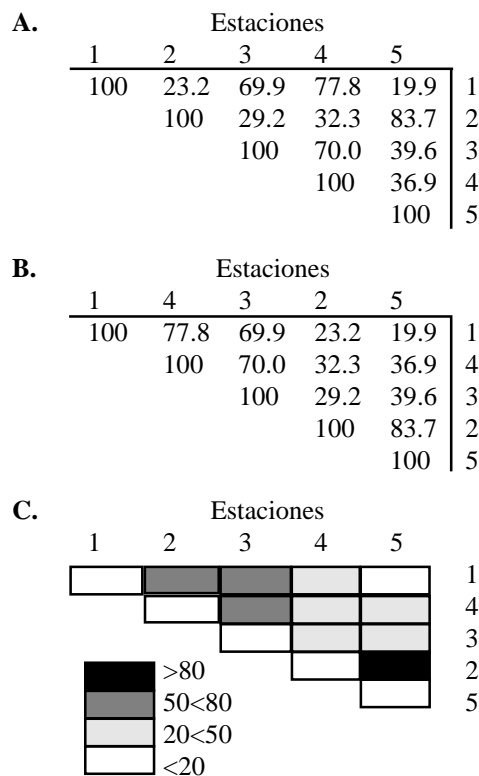 A. Estaciones
1 2 3 4 5
100 23.2 69.9 77.8 19.9 1
100 29.2 32.3 83.7 2
100 70.0 39.6 3
100 36.9 4
100 5
B. Estaciones
1 4 3 2 5
100 77.8 69.9 23.2 19.9 1
100 70.0 32.3 36.9 4
100 29.2 39.6 3
100 83.7 2
100 5
C. Estaciones
1 2 3 4 5
1
4
3
2
5
>80
50<80
20<50
<20